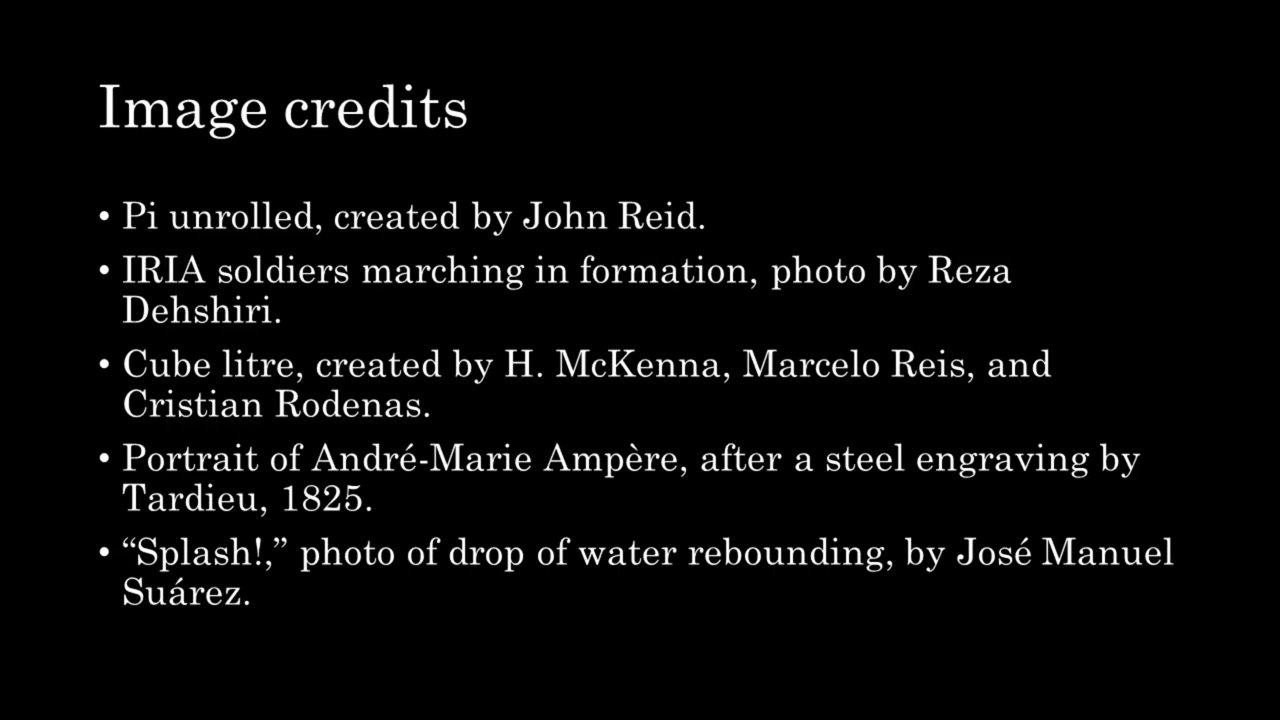 Image credits
• Pi unrolled, created by John Reid.
• IRIA soldiers marching in formation, photo by Reza
Dehshiri.
• Cube litre, created by H. McKenna, Marcelo Reis, and
Cristian Rodenas.
• Portrait of André-Marie Ampère, after a steel engraving by
Tardieu, 1825.
• “Splash!,” photo of drop of water rebounding, by José Manuel
Suárez.